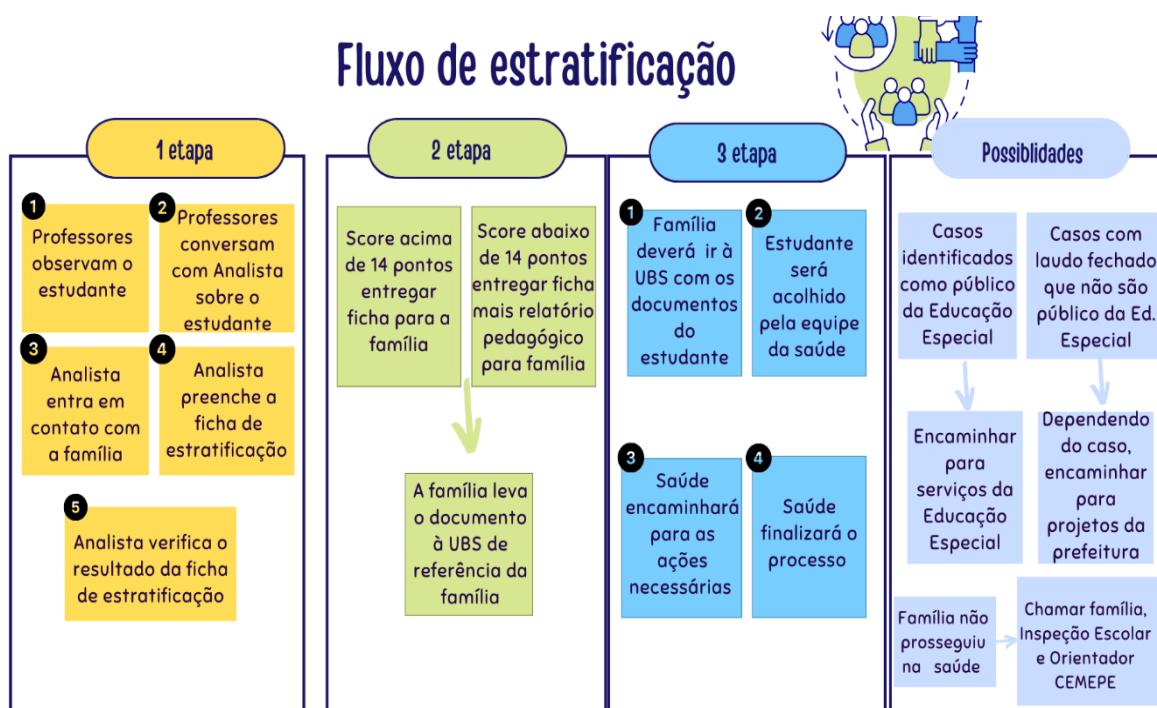 Fluxo de estratificação
1 etapa
1
Professores
observam o
estudante
2
Professores
conversam
com Analista
sobre o
estudante
3
Analista
entra em
contato com
a família
4
Analista
preenche a
ficha de
estratificação
5
Analista verifica o
resultado da ficha
de estratificação
2 etapa
Score acima
de 14 pontos
entregar
ficha para a
família
Score abaixo
de 14 pontos
entregar ficha
mais relatório
pedagógico
para família
A família leva
o documento
à UBS de
referência da
família
3 etapa
1
Família
deverá ir à
UBS com os
documentos
do
estudante
2
Estudante
será
acolhido
pela equipe
da saúde
3
Saúde
encaminhará
para as
ações
necessárias
4
Saúde
finalizará o
processo
Possiblidades
Casos
identificados
como público
da Educação
Especial
Casos com
laudo fechado
que não são
público da Ed.
Especial
Encaminhar
para
serviços da
Educação
Especial
Dependendo
do caso,
encaminhar
para
projetos da
prefeitura
Família não
prosseguiu
na saúde
Chamar família,
Inspeção Escolar
e Orientador
CEMEPE